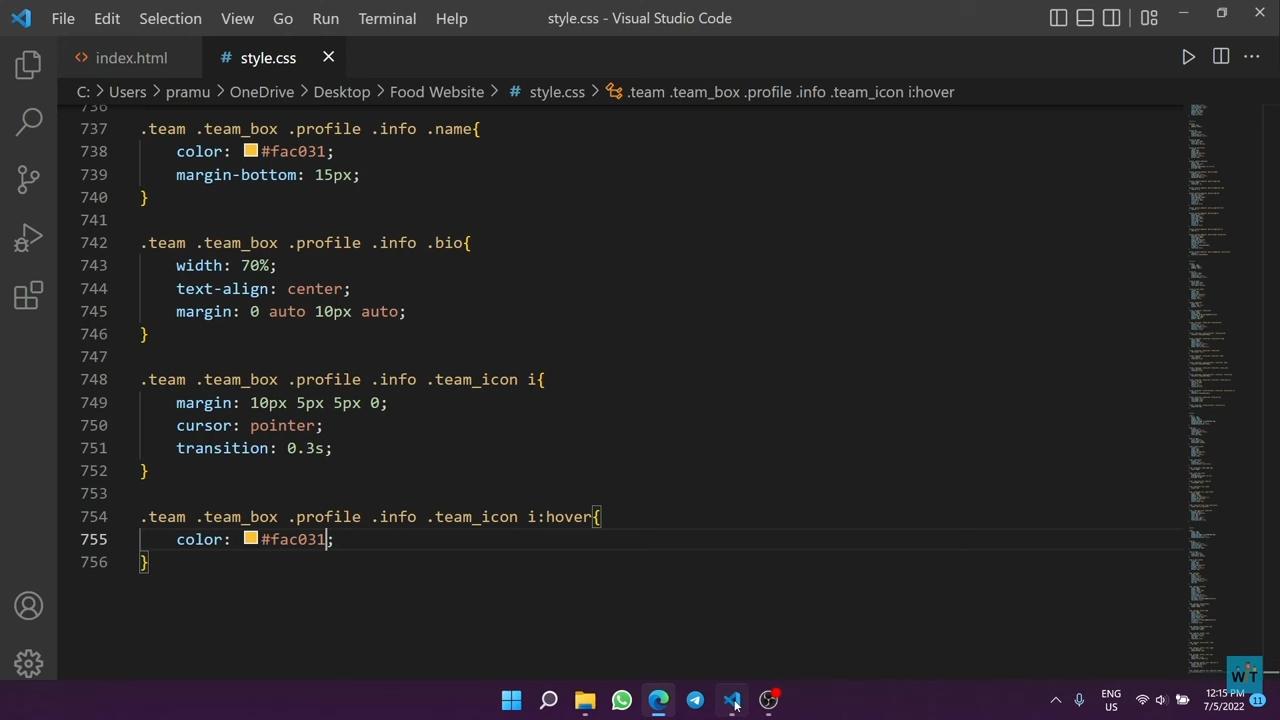 File Edit Selection View Go Run Terminal Help style.css - Visual Studio Code
index.html # style.css
C: > Users > pramu > OneDrive > Desktop > Food Website > # style.css > .team .team_box .profile .info .team_icon i:hover
736
737 .team .team_box .profile .info .name{
738 color: #fac031;
739 margin-bottom: 15px;
740 }
741
742 .team .team_box .profile .info .bio{
743 width: 70%;
744 text-align: center;
745 margin: 0 auto 10px auto;
746 }
747
748 .team .team_box .profile .info .team_icon i{
749 margin: 10px 5px 5px 0;
750 cursor: pointer;
751 transition: 0.3s;
752 }
753
754 .team .team_box .profile .info .team_icon i:hover{
755 color: #fac031;
756 }
WT
ENG 12:15 PM
US 7/5/2022 11